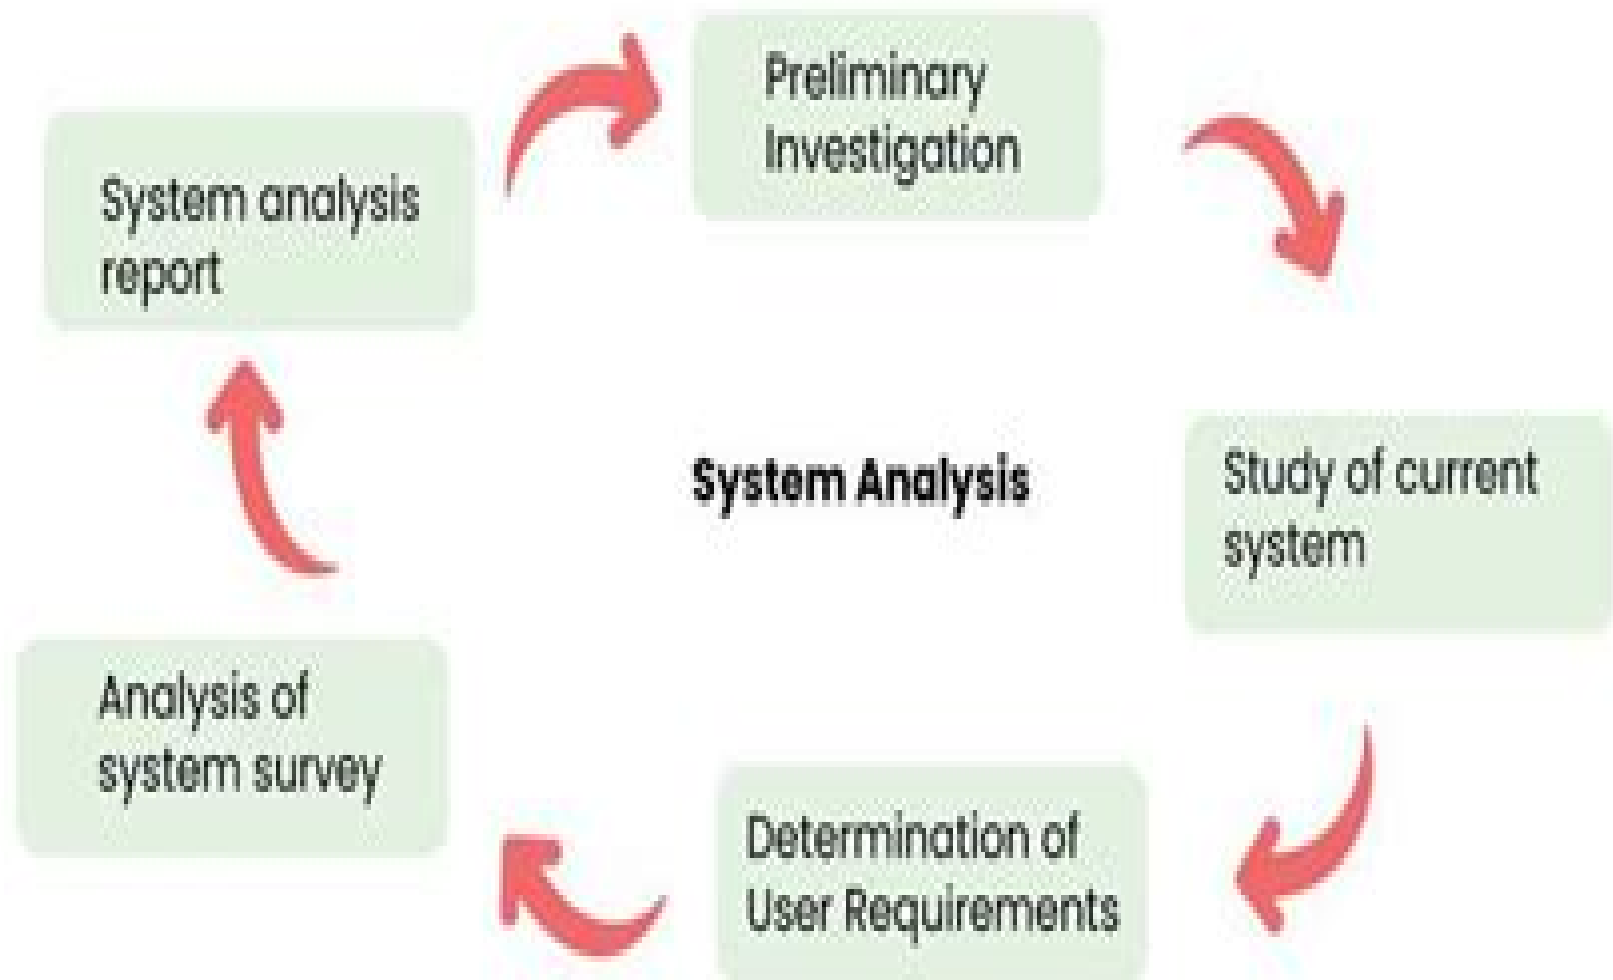 Preliminary
Investigation
System analysis
report
System Analysis
Study of current
system
Analysis of
system survey
Determination of
User Requirements